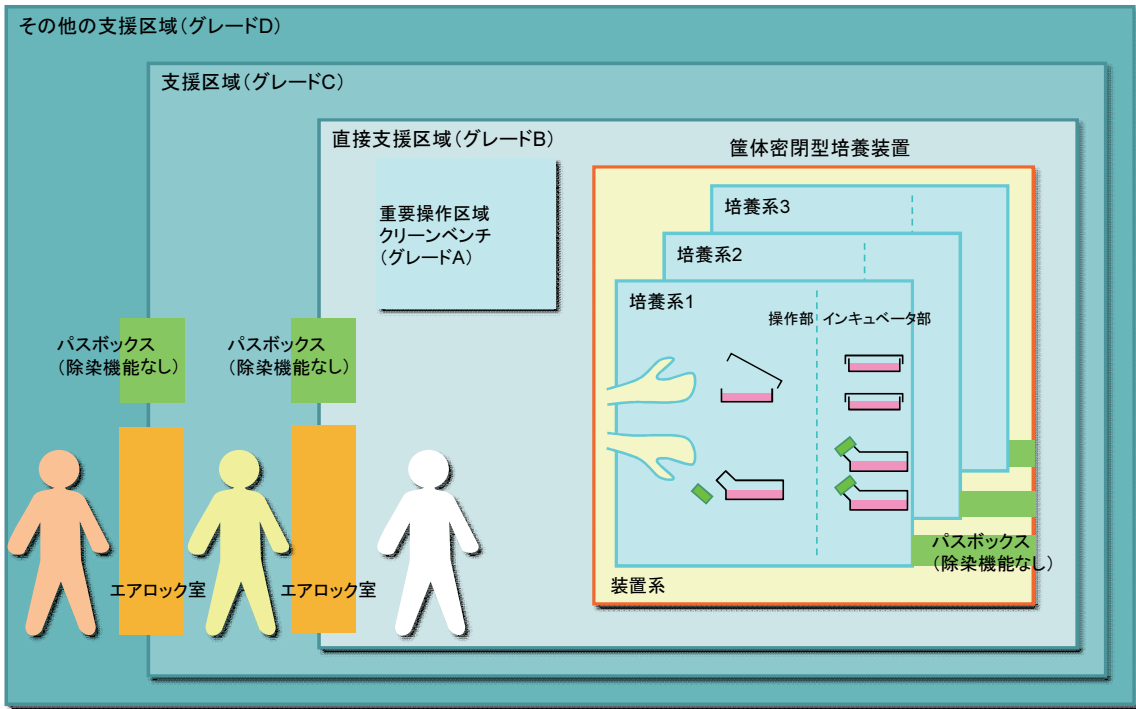 その他の支援区域(グレードD)
支援区域(グレードC)
直接支援区域(グレードB)
筐体密閉型培養装置
重要操作区域
クリーンベンチ
(グレードA)
培養系3
培養系2
培養系1
操作部
インキュベータ部
パスボックス
(除染機能なし)
パスボックス
(除染機能なし)
パスボックス
(除染機能なし)
エアロック室
エアロック室
装置系